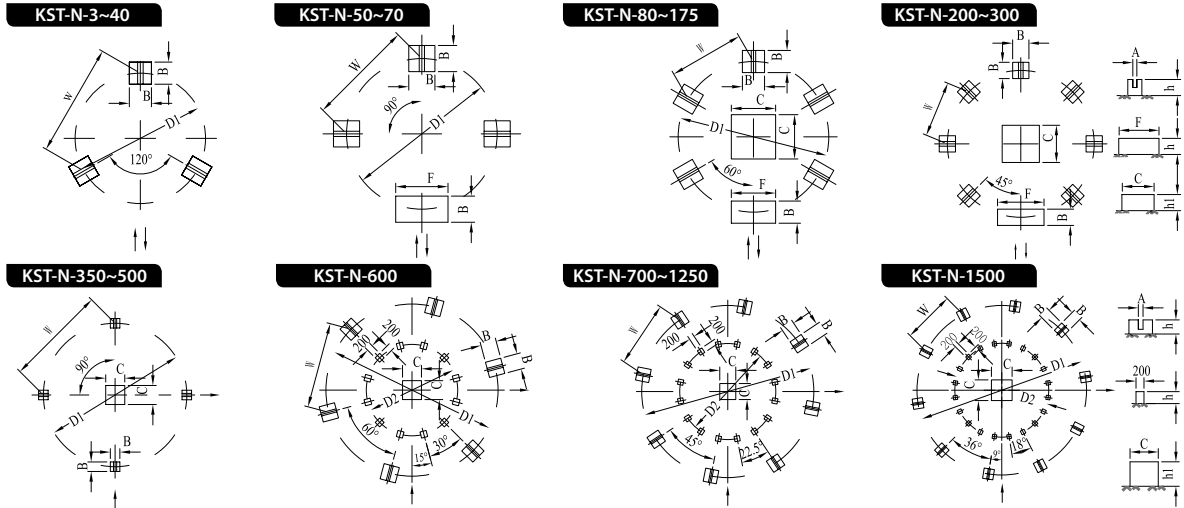 KST-N-3~40
W
B
B
D1
120°
KST-N-50~70
W
B
B
90°
D1
F
B
KST-N-80~175
W
B
B
C
C
D1
60°
F
B
KST-N-200~300
B
B
W
C
45°
F
B
A
h
F
h
C
h1
KST-N-350~500
W
90°
C
C
D1
B
B
KST-N-600
200
200
W
B
B
C
C
D2
D1
60°
30°
15°
KST-N-700~1250
200
200
W
B
B
C
C
D1
D2
45°
22.5°
KST-N-1500
W
200
200
B
B
C
C
D1
D2
36°
9°
18°
A
h
200
h
C
h1